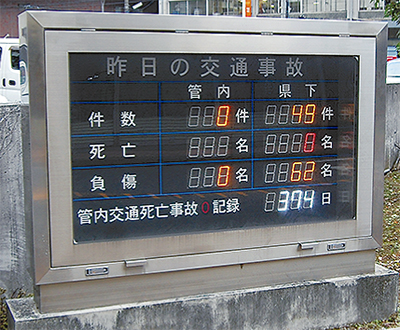 昨日の交通事故
管内 県下
件数 0件 49件
死亡 名 0名
負傷 0名 62名
管内交通死亡事故0記録 304日